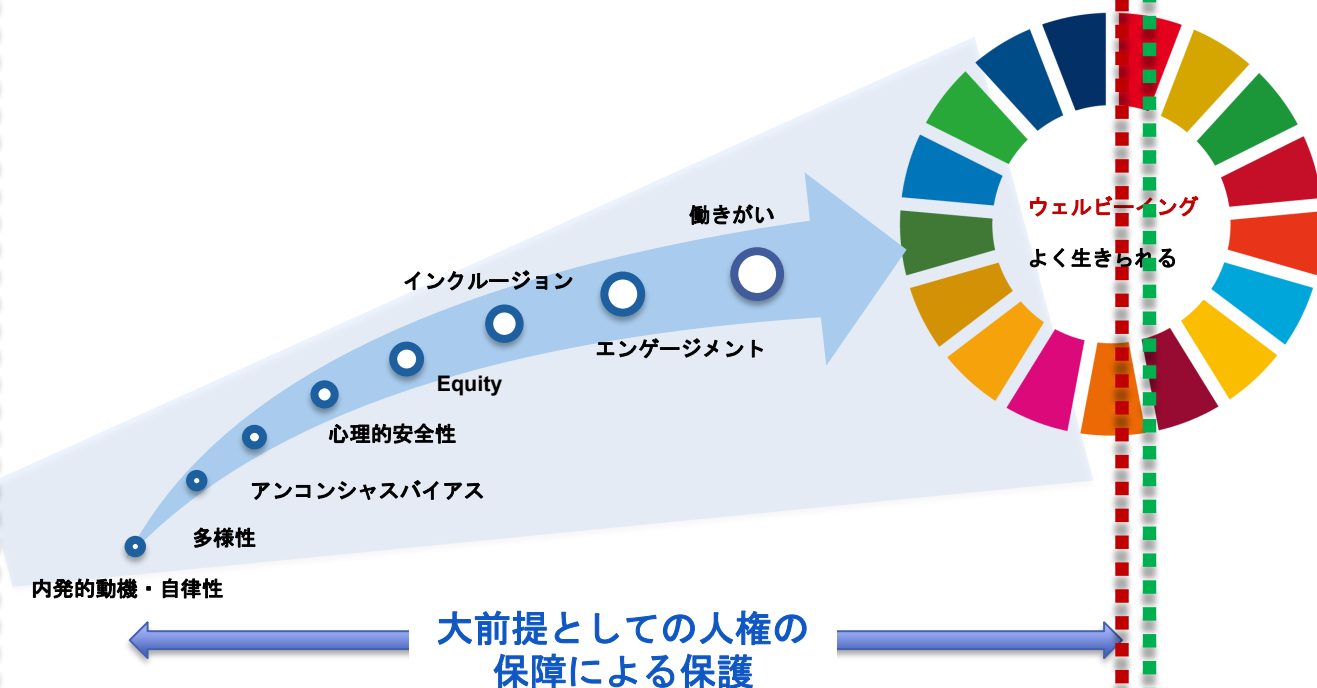 働きがい
ウェルビーイング
よく生きられる
インクルージョン
エンゲージメント
Equity
心理的安全性
アンコンシャスバイアス
多様性
内発的動機・自律性
大前提としての人権の
保障による保護